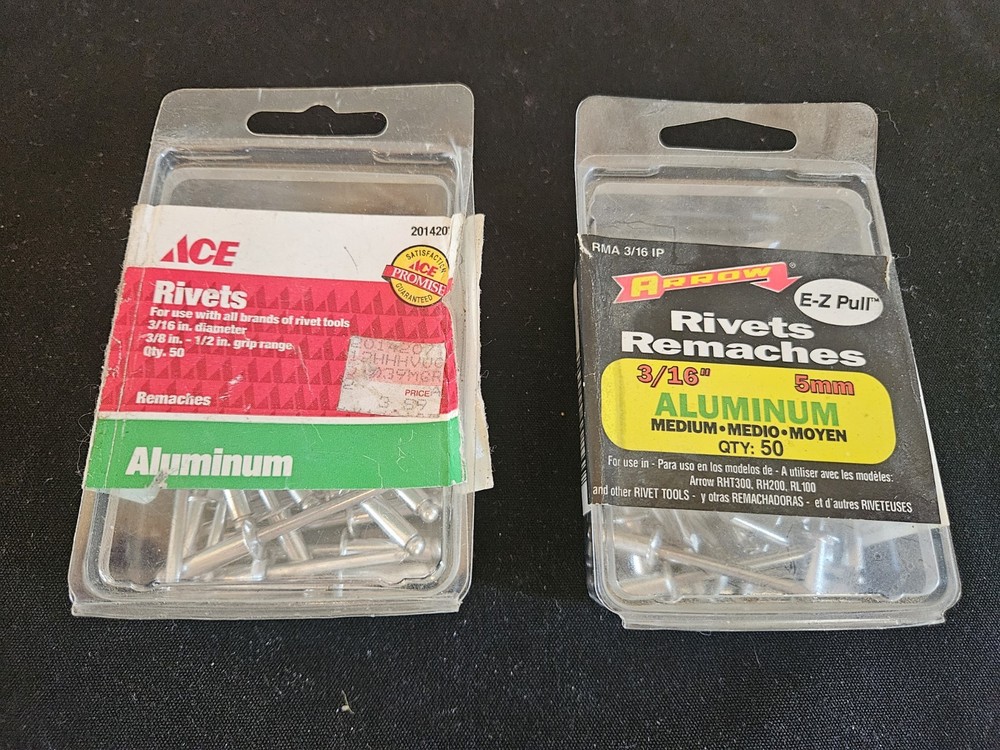 201420
ACE
SATISFACTION
ACE
PROMISE
GUARANTEED
Rivets
For use with all brands of rivet tools
3/16 in. diameter
3/8 in. - 1/2 in. grip range
Qty. 50
PRICE
3.59
Remaches
Aluminum
RMA 3/16 IP
ARROW®
E-Z Pull™
Rivets
Remaches
3/16" 5mm
ALUMINUM
MEDIUM•MEDIO•MOYEN
QTY: 50
For use in - Para uso en los modelos de - A utiliser avec les modèles:
Arrow RHT300, RH200, RL100
and other RIVET TOOLS - y otras REMACHADORAS - et d'autres RIVETEUSES